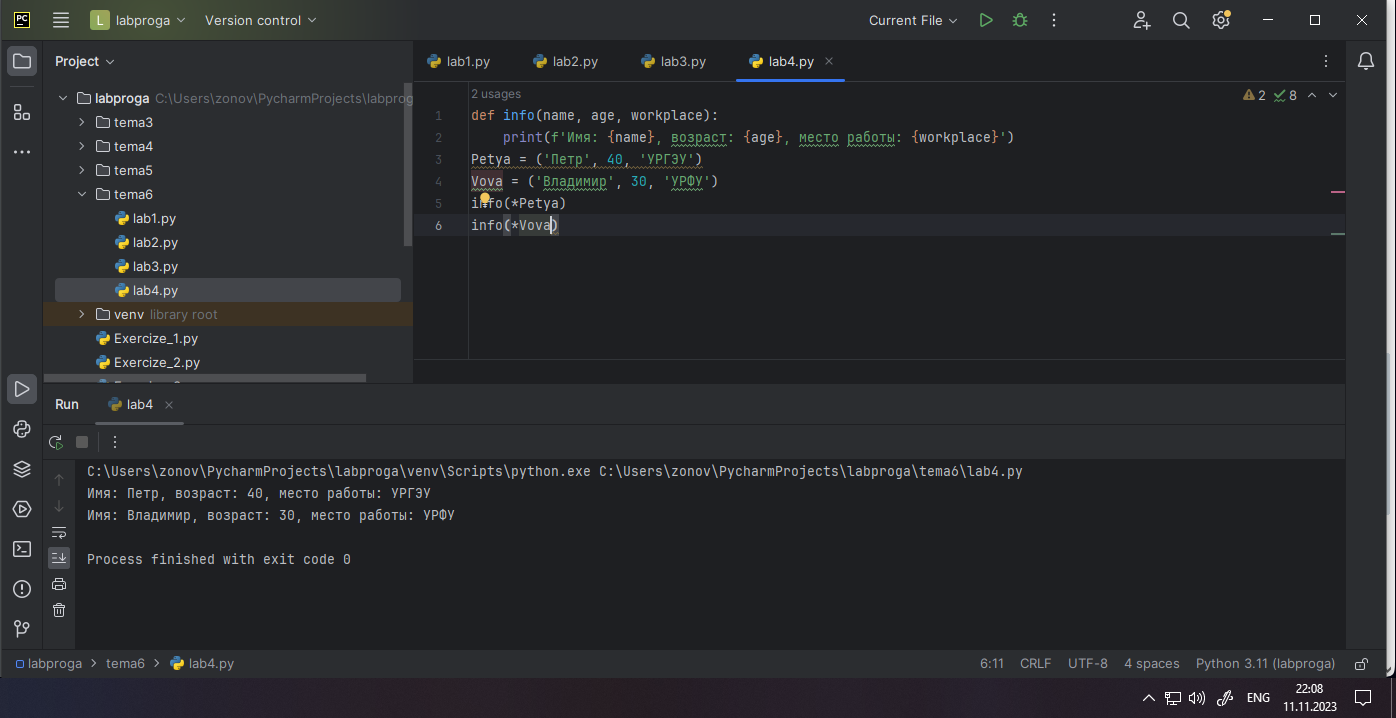 PC L labproga Version control Current File
Project
lab1.py lab2.py lab3.py lab4.py
labproga C:\Users\zonov\PycharmProjects\labprog
tema3
tema4
tema5
tema6
lab1.py
lab2.py
lab3.py
lab4.py
venv library root
Exercize_1.py
Exercize_2.py
2 usages
2 8
1 def info(name, age, workplace):
2 print(f'Имя: {name}, возраст: {age}, место работы: {workplace}')
3 Petya = ('Петр', 40, 'УРГЭУ')
4 Vova = ('Владимир', 30, 'УРФУ')
5 info(*Petya)
6 info(*Vova)
Run lab4
C:\Users\zonov\PycharmProjects\labproga\venv\Scripts\python.exe C:\Users\zonov\PycharmProjects\labproga\tema6\lab4.py
Имя: Петр, возраст: 40, место работы: УРГЭУ
Имя: Владимир, возраст: 30, место работы: УРФУ
Process finished with exit code 0
labproga > tema6 > lab4.py 6:11 CRLF UTF-8 4 spaces Python 3.11 (labproga)
ENG 22:08
11.11.2023